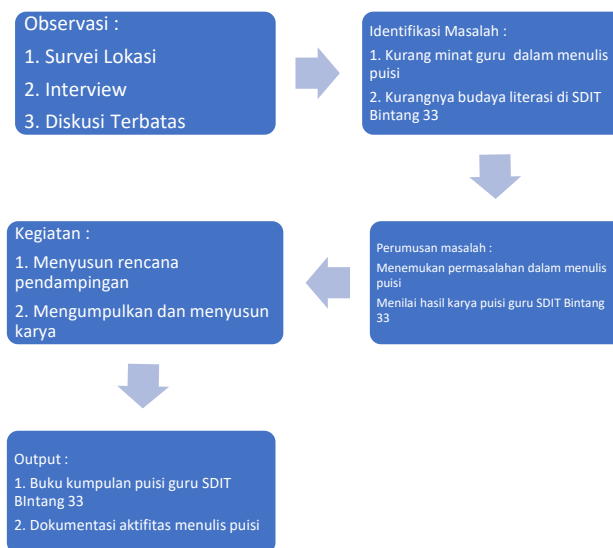 Observasi :
1. Survei Lokasi
2. Interview
3. Diskusi Terbatas
Identifikasi Masalah :
1. Kurang minat guru dalam menulis
puisi
2. Kurangnya budaya literasi di SDIT
Bintang 33
Perumusan masalah :
Menemukan permasalahan dalam menulis
puisi
Menilai hasil karya puisi guru SDIT Bintang
33
Kegiatan :
1. Menyusun rencana
pendampingan
2. Mengumpulkan dan menyusun
karya
Output :
1. Buku kumpulan puisi guru SDIT
BIntang 33
2. Dokumentasi aktifitas menulis puisi